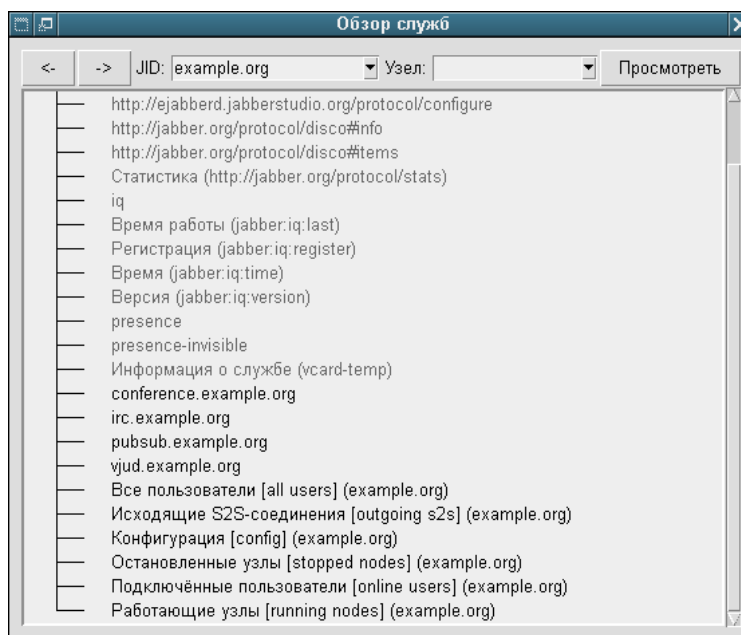 Обзор служб
<- -> JID: example.org Узел: Просмотреть
http://ejabberd.jabberstudio.org/protocol/configure
http://jabber.org/protocol/disco#info
http://jabber.org/protocol/disco#items
Статистика (http://jabber.org/protocol/stats)
iq
Время работы (jabber:iq:last)
Регистрация (jabber:iq:register)
Время (jabber:iq:time)
Версия (jabber:iq:version)
presence
presence-invisible
Информация о службе (vcard-temp)
conference.example.org
irc.example.org
pubsub.example.org
vjud.example.org
Все пользователи [all users] (example.org)
Исходящие S2S-соединения [outgoing s2s] (example.org)
Конфигурация [config] (example.org)
Остановленные узлы [stopped nodes] (example.org)
Подключённые пользователи [online users] (example.org)
Работающие узлы [running nodes] (example.org)